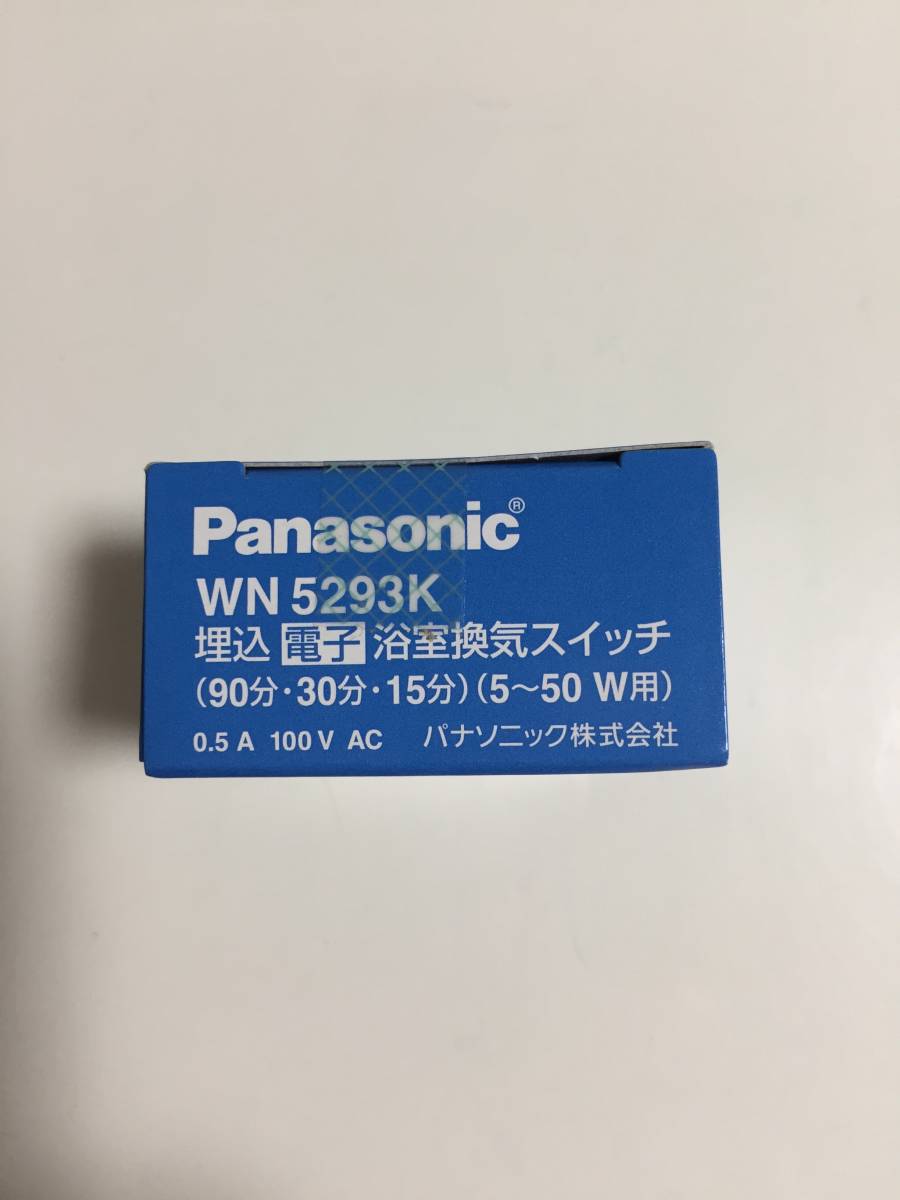 Panasonic®
WN 5293K
埋込 電子 浴室換気スイッチ
(90分・30分・15分)(5〜50 W用)
0.5 A 100 V AC パナソニック株式会社